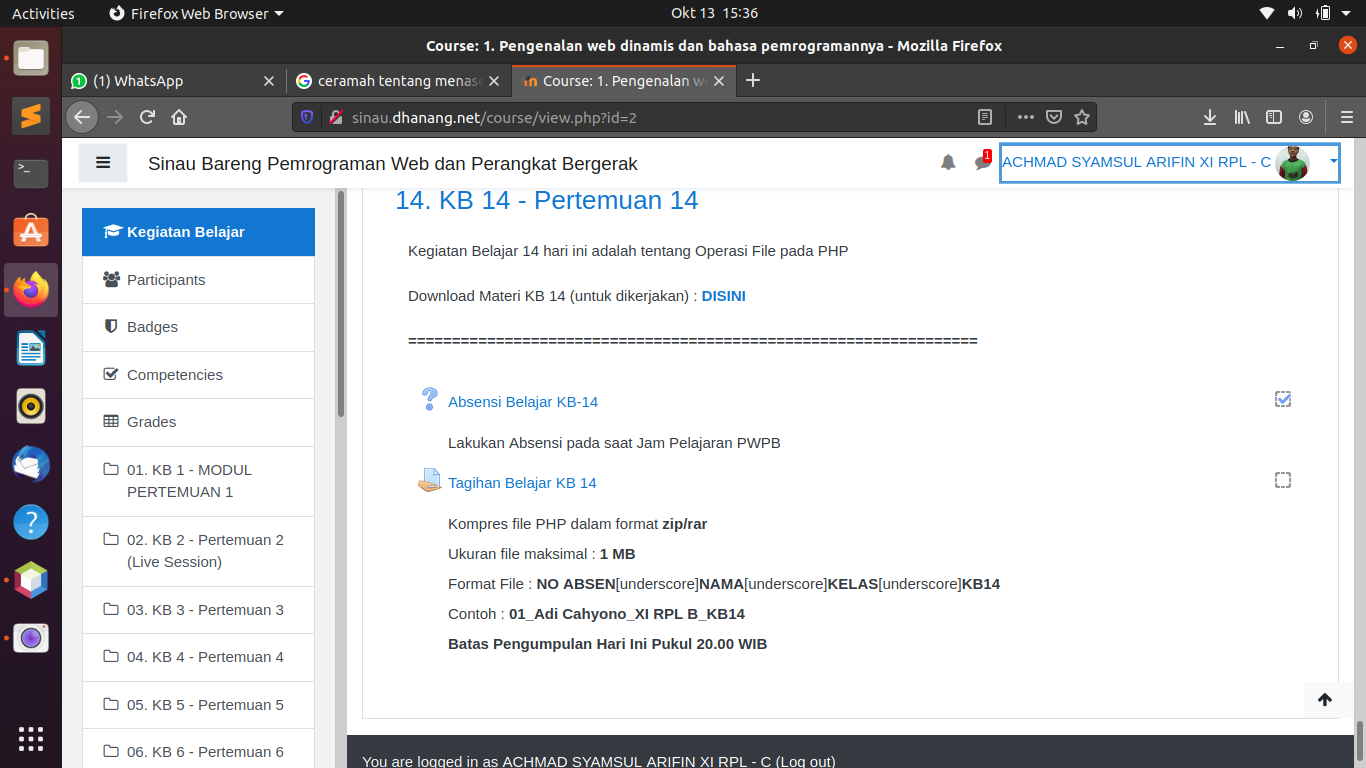 Activities
Firefox Web Browser
Okt 13 15:36
Course: 1. Pengenalan web dinamis dan bahasa pemrogramannya - Mozilla Firefox
(1) WhatsApp
ceramah tentang menas
Course: 1. Pengenalan w
sinau.dhanang.net/course/view.php?id=2
Sinau Bareng Pemrograman Web dan Perangkat Bergerak
1
ACHMAD SYAMSUL ARIFIN XI RPL - C
Kegiatan Belajar
Participants
Badges
Competencies
Grades
01. KB 1 - MODUL
PERTEMUAN 1
02. KB 2 - Pertemuan 2
(Live Session)
03. KB 3 - Pertemuan 3
04. KB 4 - Pertemuan 4
05. KB 5 - Pertemuan 5
06. KB 6 - Pertemuan 6
14. KB 14 - Pertemuan 14
Kegiatan Belajar 14 hari ini adalah tentang Operasi File pada PHP
Download Materi KB 14 (untuk dikerjakan) : DISINI
=================================================================
Absensi Belajar KB-14
Lakukan Absensi pada saat Jam Pelajaran PWPB
Tagihan Belajar KB 14
Kompres file PHP dalam format zip/rar
Ukuran file maksimal : 1 MB
Format File : NO ABSEN[underscore]NAMA[underscore]KELAS[underscore]KB14
Contoh : 01_Adi Cahyono_XI RPL B_KB14
Batas Pengumpulan Hari Ini Pukul 20.00 WIB
You are logged in as ACHMAD SYAMSUL ARIFIN XI RPL - C (Log out)